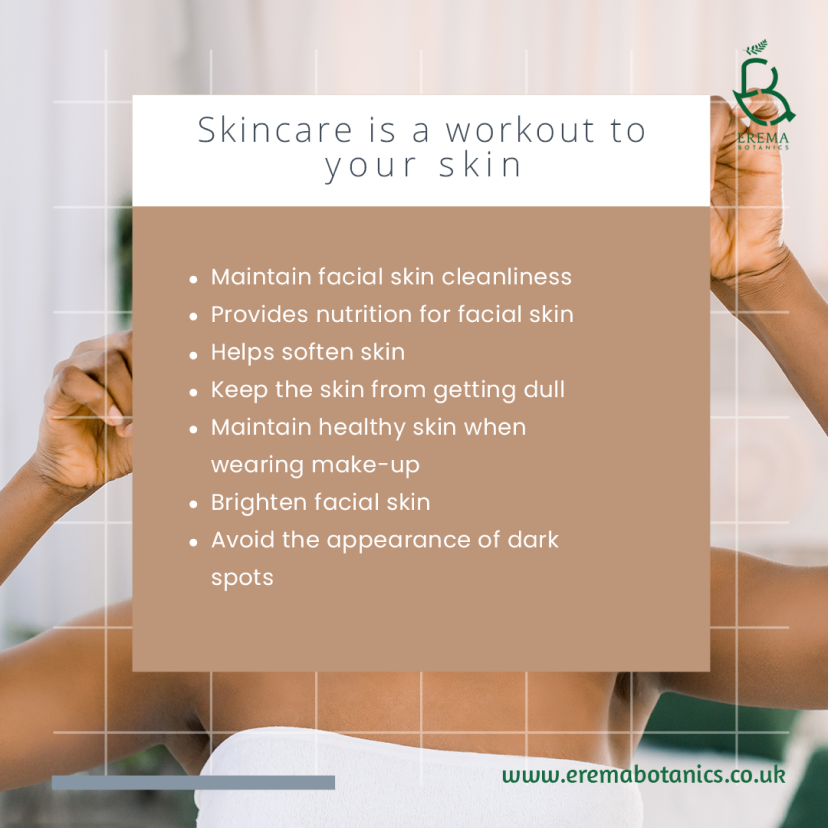 EREMA
BOTANICS
Skincare is a workout to
your skin
• Maintain facial skin cleanliness
• Provides nutrition for facial skin
• Helps soften skin
• Keep the skin from getting dull
• Maintain healthy skin when
wearing make-up
• Brighten facial skin
• Avoid the appearance of dark
spots
www.eremabotanics.co.uk